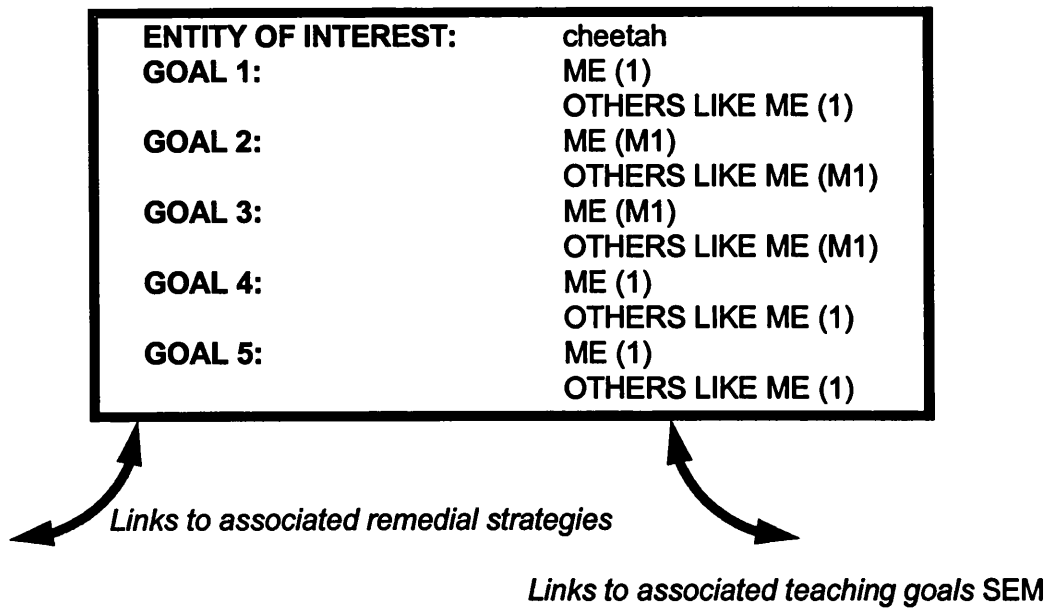 ENTITY OF INTEREST: cheetah
GOAL 1: ME (1)
OTHERS LIKE ME (1)
GOAL 2: ME (M1)
OTHERS LIKE ME (M1)
GOAL 3: ME (M1)
OTHERS LIKE ME (M1)
GOAL 4: ME (1)
OTHERS LIKE ME (1)
GOAL 5: ME (1)
OTHERS LIKE ME (1)
Links to associated remedial strategies
Links to associated teaching goals SEM